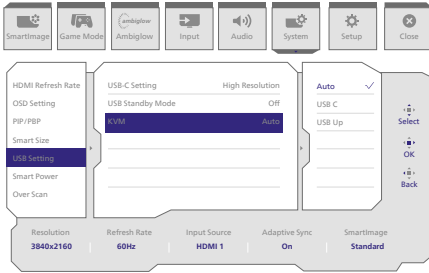 SmartImage
Game Mode
ambiglow
Ambiglow
Input
Audio
System
Setup
Close
HDMI Refresh Rate
OSD Setting
PIP/PBP
Smart Size
USB Setting
Smart Power
Over Scan
USB-C Setting High Resolution
USB Standby Mode Off
KVM Auto
Auto
USB C
USB Up
Select
OK
Back
Resolution Refresh Rate Input Source Adaptive Sync SmartImage
3840x2160 60Hz HDMI 1 On Standard